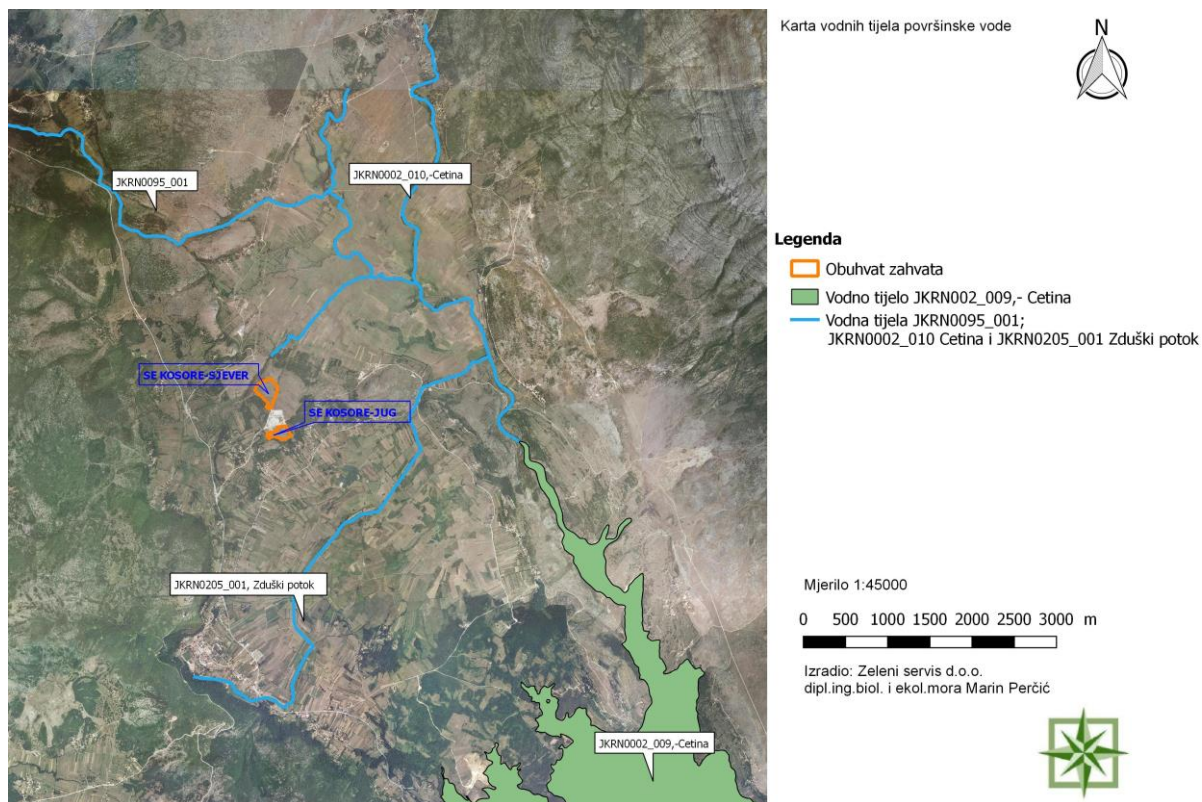 Karta vodnih tijela površinske vode
N
JKRN0095_001
JKRN0002_010,-Cetina
SE KOSORE-SJEVER
SE KOSORE-JUG
JKRN0205_001, Zduški potok
JKRN0002_009,-Cetina
Legenda
Obuhvat zahvata
Vodno tijelo JKRN002_009,- Cetina
Vodna tijela JKRN0095_001;
JKRN0002_010 Cetina i JKRN0205_001 Zduški potok
Mjerilo 1:45000
0 500 1000 1500 2000 2500 3000 m
Izradio: Zeleni servis d.o.o.
dipl.ing.biol. i ekol.mora Marin Perčić